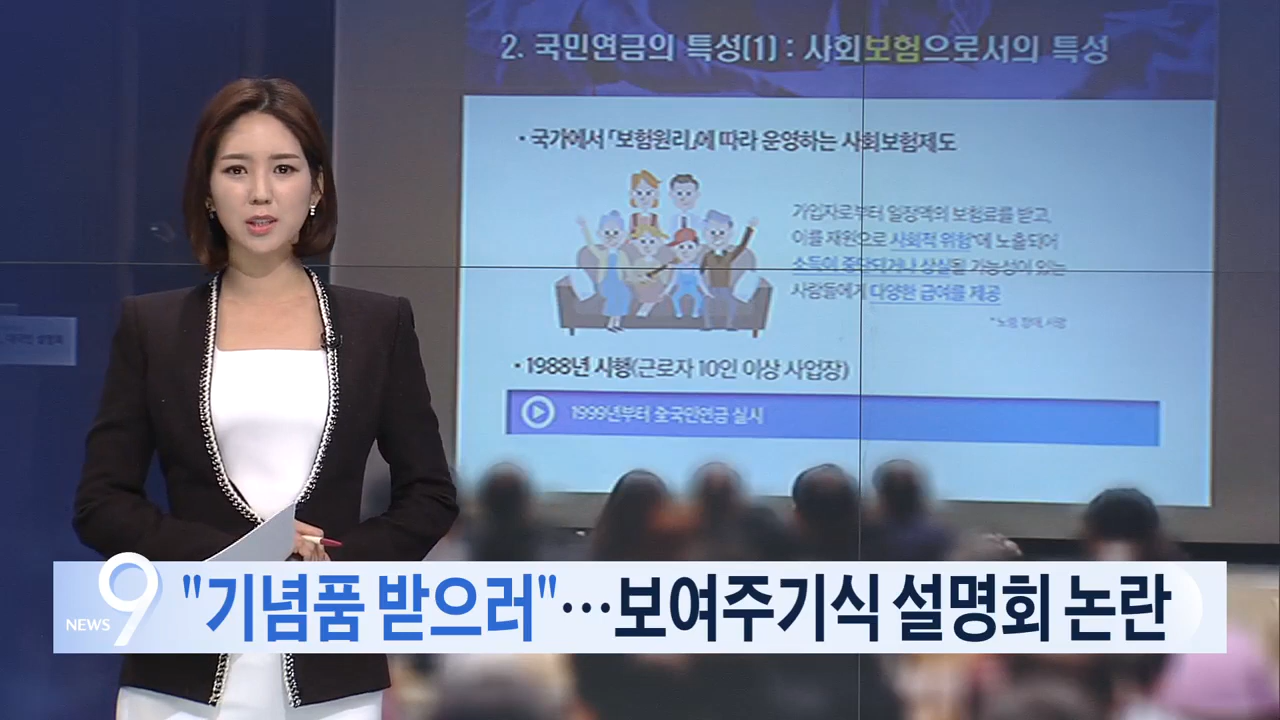 2. 국민연금의 특성(1) : 사회보험으로서의 특성
• 국가에서 「보험원리」에 따라 운영하는 사회보험제도
가입자로부터 일정액의 보험료를 받고,
이를 재원으로 사회적 위험*에 노출되어
소득이 중단되거나 상실될 가능성이 있는
사람들에게 다양한 급여를 제공
*노령, 장애, 사망
• 1988년 시행(근로자 10인 이상 사업장)
1999년부터 全국민연금 실시
NEWS 9
"기념품 받으러"…보여주기식 설명회 논란